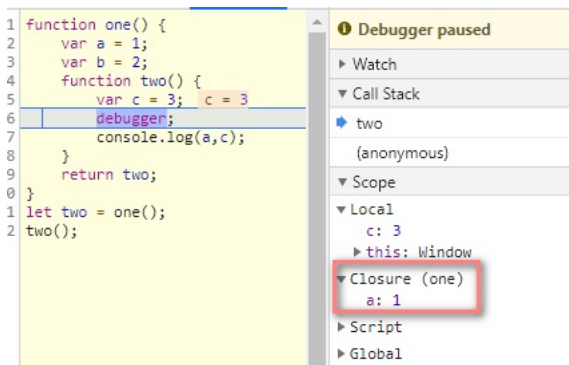 1 function one() {
2 var a = 1;
3 var b = 2;
4 function two() {
5 var c = 3; c = 3
6 debugger;
7 console.log(a,c);
8 }
9 return two;
0 }
1 let two = one();
2 two();
Debugger paused
Watch
Call Stack
two
(anonymous)
Scope
Local
c: 3
this: Window
Closure (one)
a: 1
Script
Global